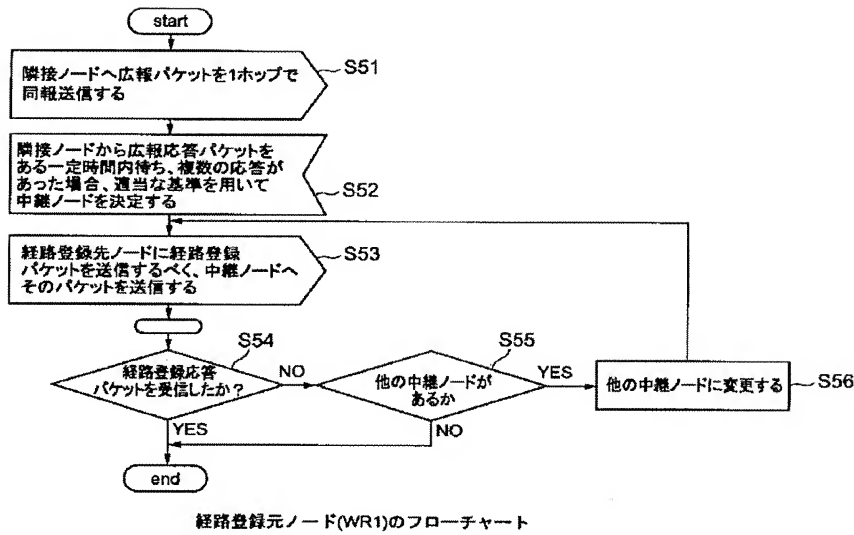 start
隣接ノードへ広報パケットを1ホップで
同報送信する
S51
隣接ノードから広報応答パケットを
ある一定時間内待ち、複数の応答が
あった場合、適当な基準を用いて
中継ノードを決定する
S52
経路登録先ノードに経路登録
パケットを送信するべく、中継ノードへ
そのパケットを送信する
S53
S54
経路登録応答
パケットを受信したか？
NO
YES
S55
他の中継ノードが
あるか
YES
NO
他の中継ノードに変更する
S56
end
経路登録元ノード(WR1)のフローチャート